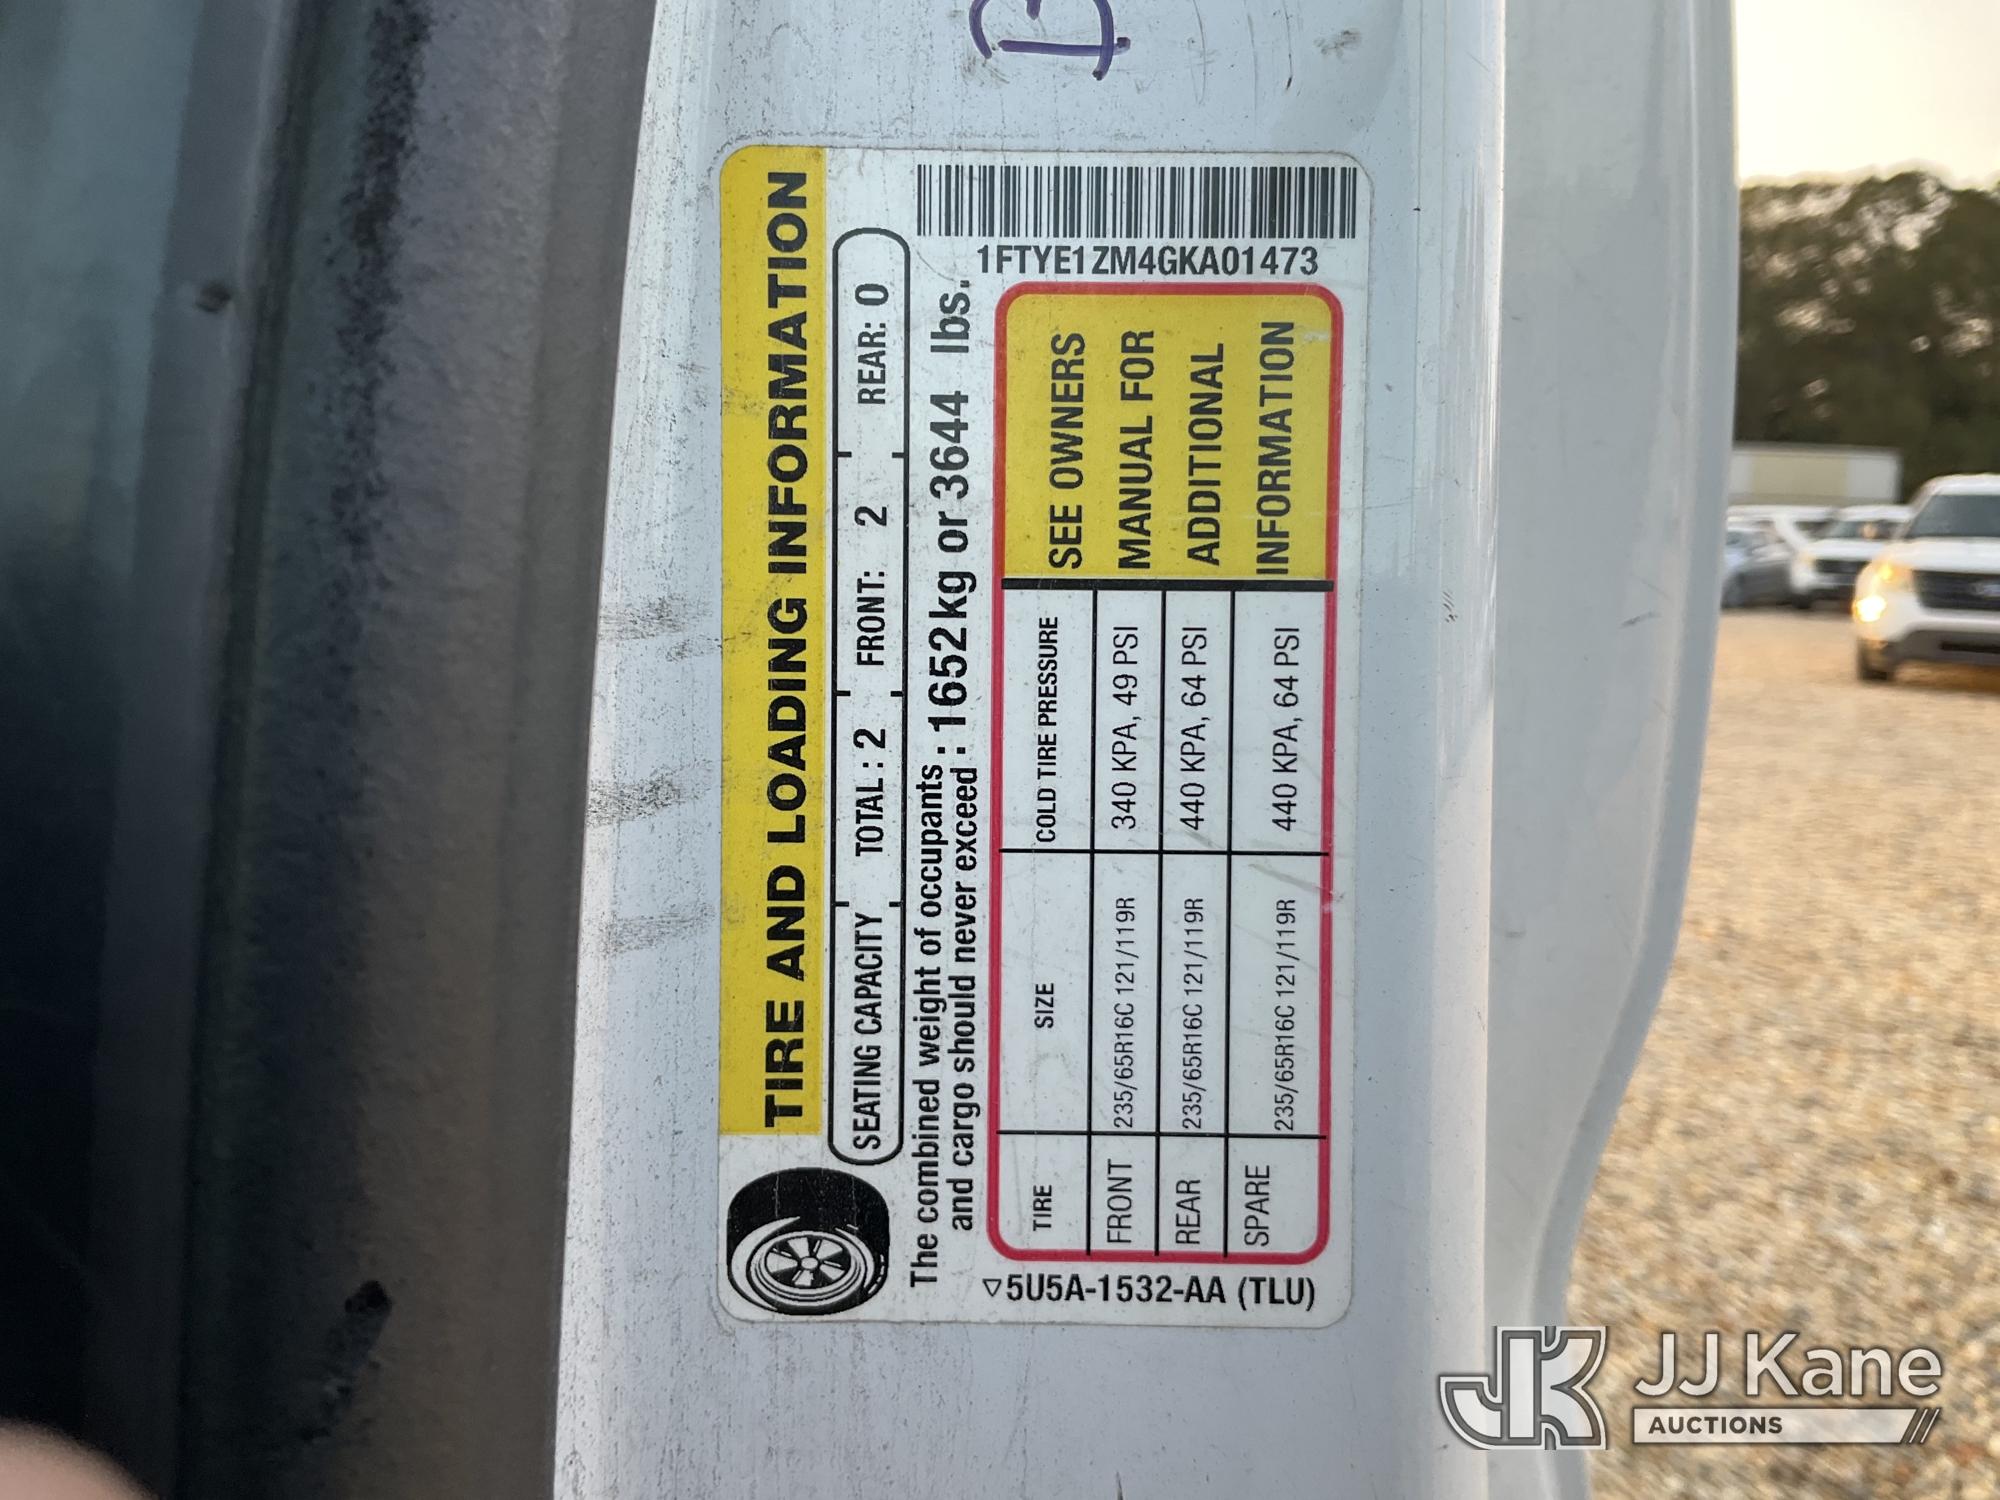 TIRE AND LOADING INFORMATION
SEATING CAPACITY TOTAL : 2 FRONT: 2 REAR: 0
The combined weight of occupants
and cargo should never exceed : 1652 kg or 3644 lbs.
1FTYE1ZM4GKA01473
TIRE SIZE COLD TIRE PRESSURE
FRONT 235/65R16C 121/119R 340 KPA, 49 PSI
REAR 235/65R16C 121/119R 440 KPA, 64 PSI
SPARE 235/65R16C 121/119R 440 KPA, 64 PSI
SEE OWNERS
MANUAL FOR
ADDITIONAL
INFORMATION
5U5A-1532-AA (TLU)
JK JJ Kane
AUCTIONS